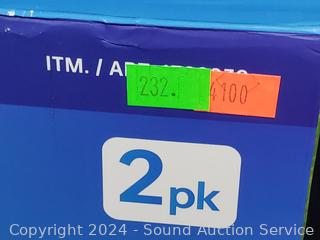 ITM. / ART.
232. 4100
2pk
Copyright 2024 - Sound Auction Service